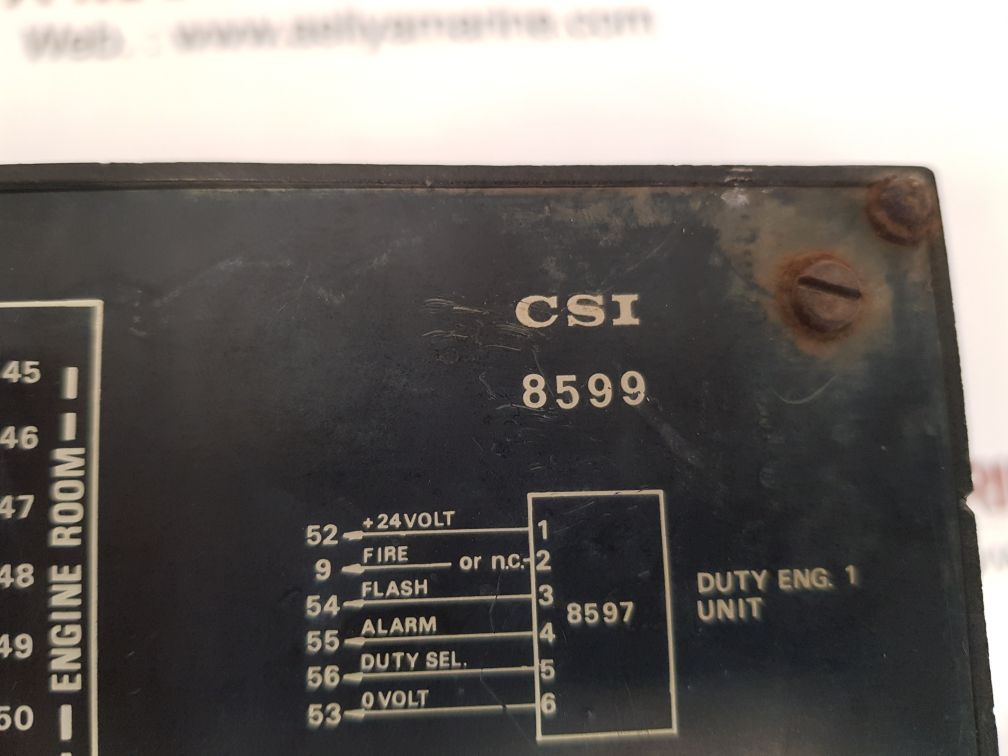 Web. : www.aeliyamarine.com
CSI
8599
45
46
47
48
49
50
ENGINE ROOM
52 +24VOLT 1
9 FIRE or n.c. 2
54 FLASH 3
55 ALARM 4
56 DUTY SEL. 5
53 0 VOLT 6
8597
DUTY ENG. 1
UNIT